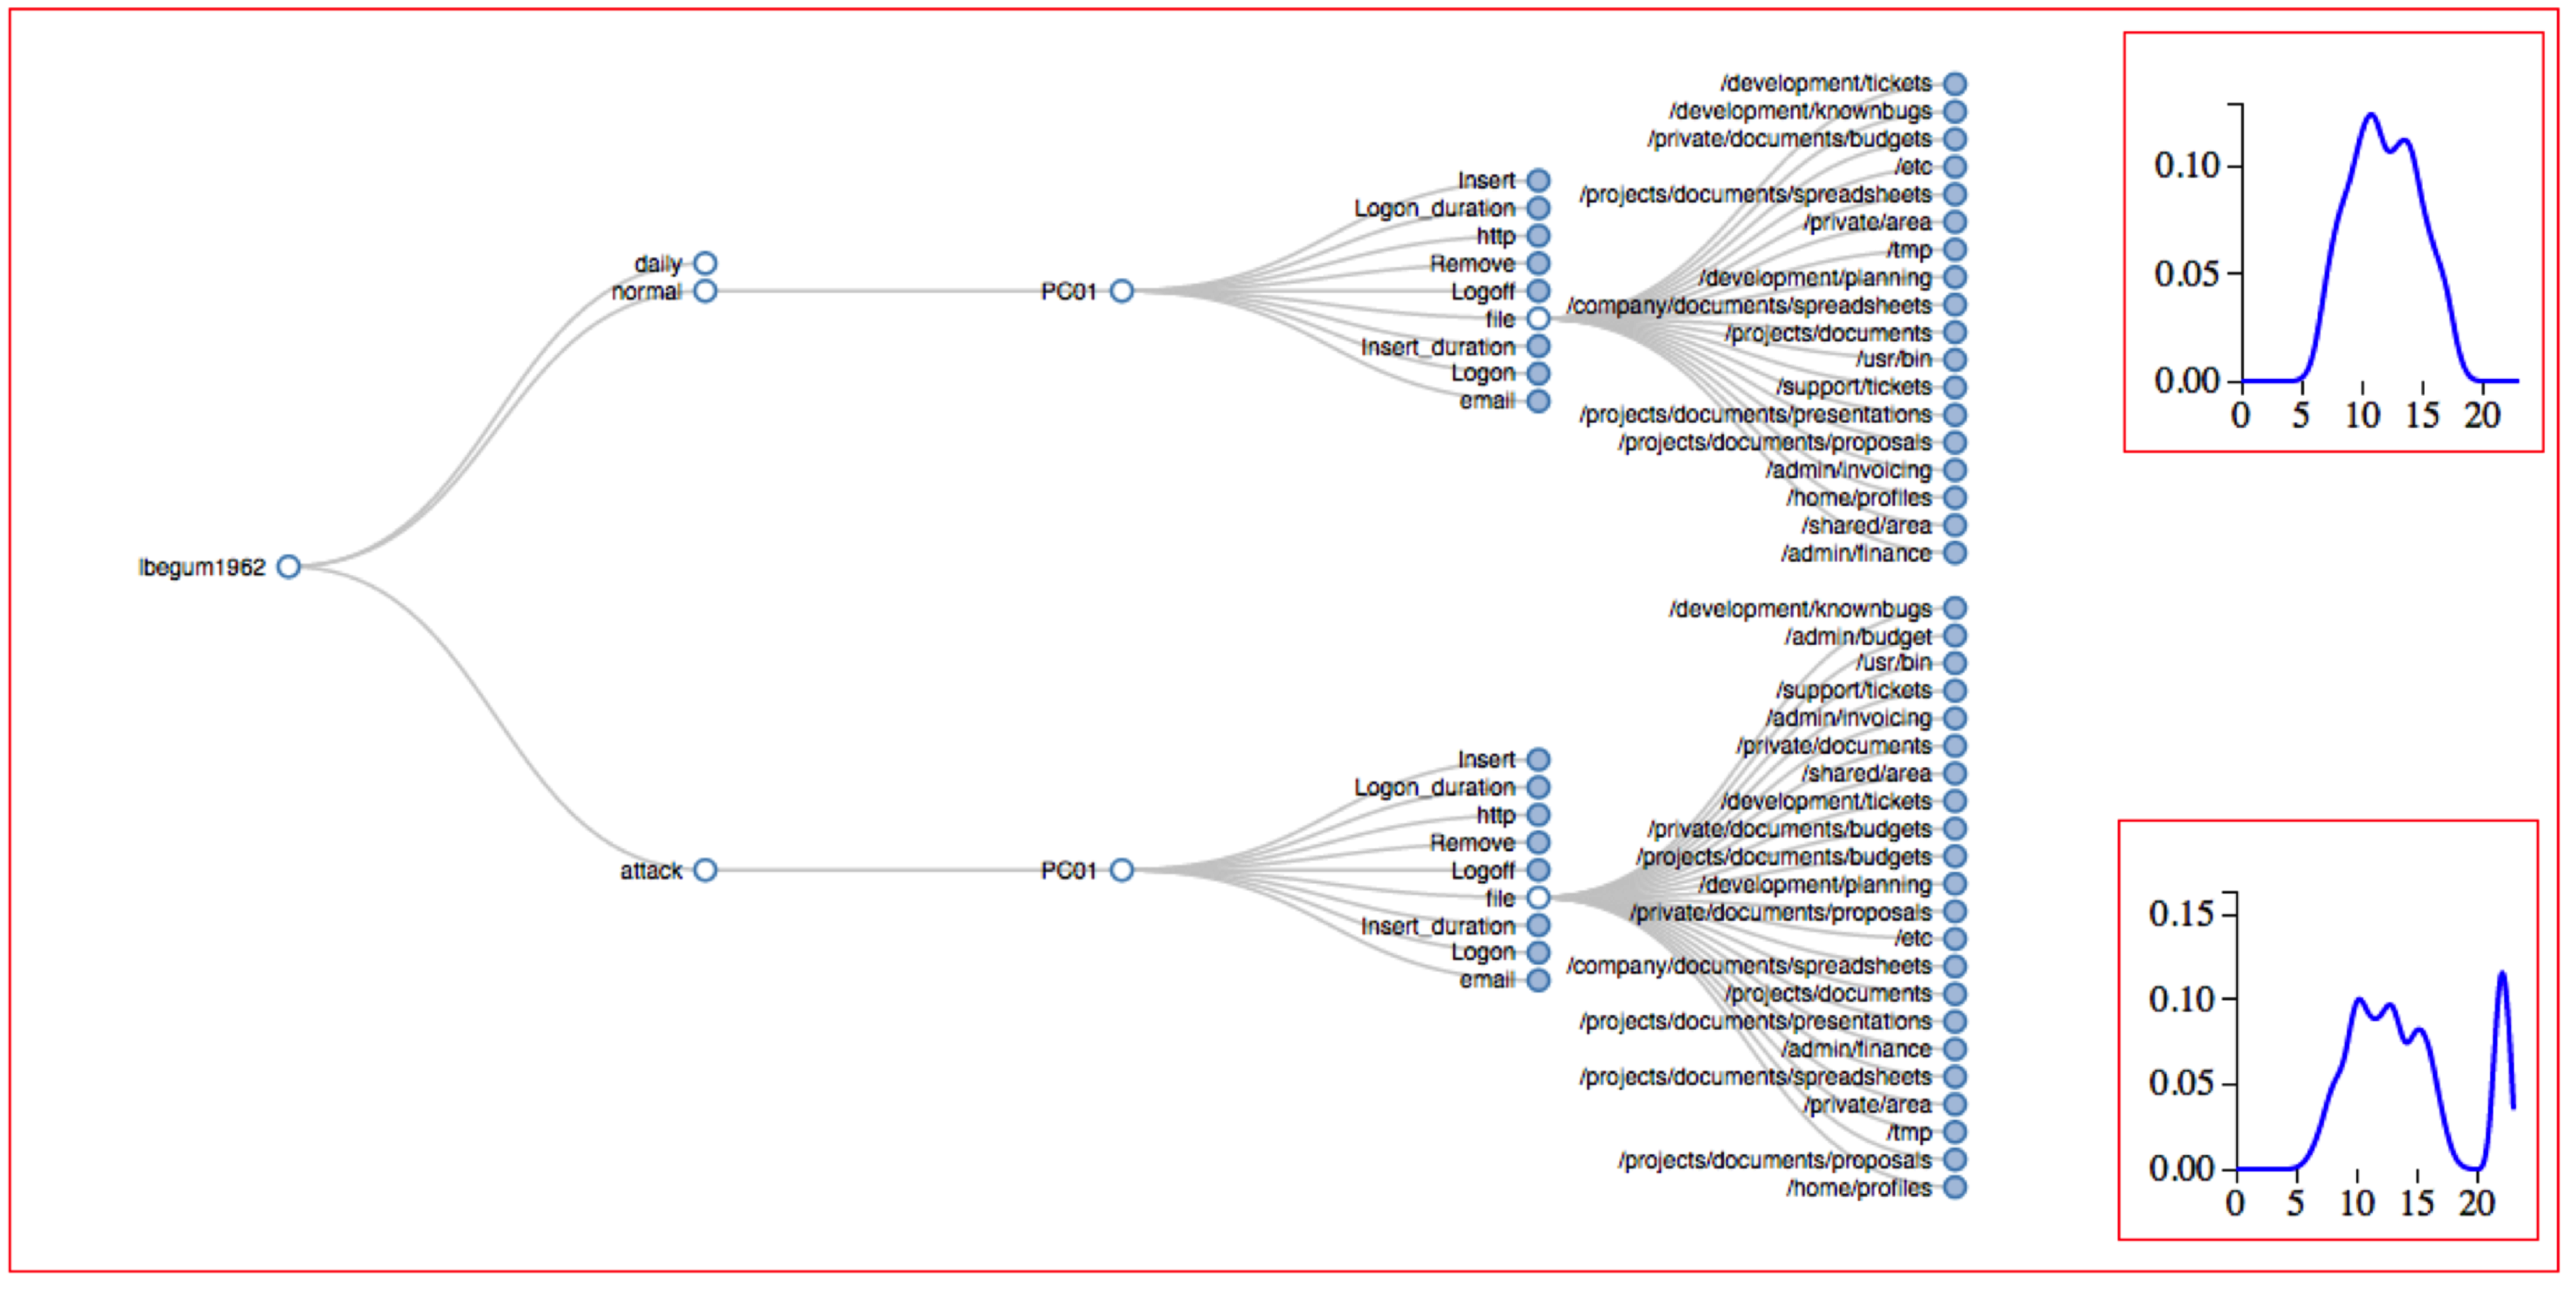 lbegum1962
daily
normal
PC01
Insert
Logon_duration
http
Remove
Logoff
file
Insert_duration
Logon
email
/development/tickets
/development/knownbugs
/private/documents/budgets
/etc
/projects/documents/spreadsheets
/private/area
/tmp
/development/planning
/company/documents/spreadsheets
/projects/documents
/usr/bin
/support/tickets
/projects/documents/presentations
/projects/documents/proposals
/admin/invoicing
/home/profiles
/shared/area
/admin/finance
0.10
0.05
0.00
0 5 10 15 20
attack
PC01
Insert
Logon_duration
http
Remove
Logoff
file
Insert_duration
Logon
email
/development/knownbugs
/admin/budget
/usr/bin
/support/tickets
/admin/invoicing
/private/documents
/shared/area
/development/tickets
/private/documents/budgets
/projects/documents/budgets
/development/planning
/private/documents/proposals
/etc
/company/documents/spreadsheets
/projects/documents
/projects/documents/presentations
/admin/finance
/projects/documents/spreadsheets
/private/area
/tmp
/projects/documents/proposals
/home/profiles
0.15
0.10
0.05
0.00
0 5 10 15 20